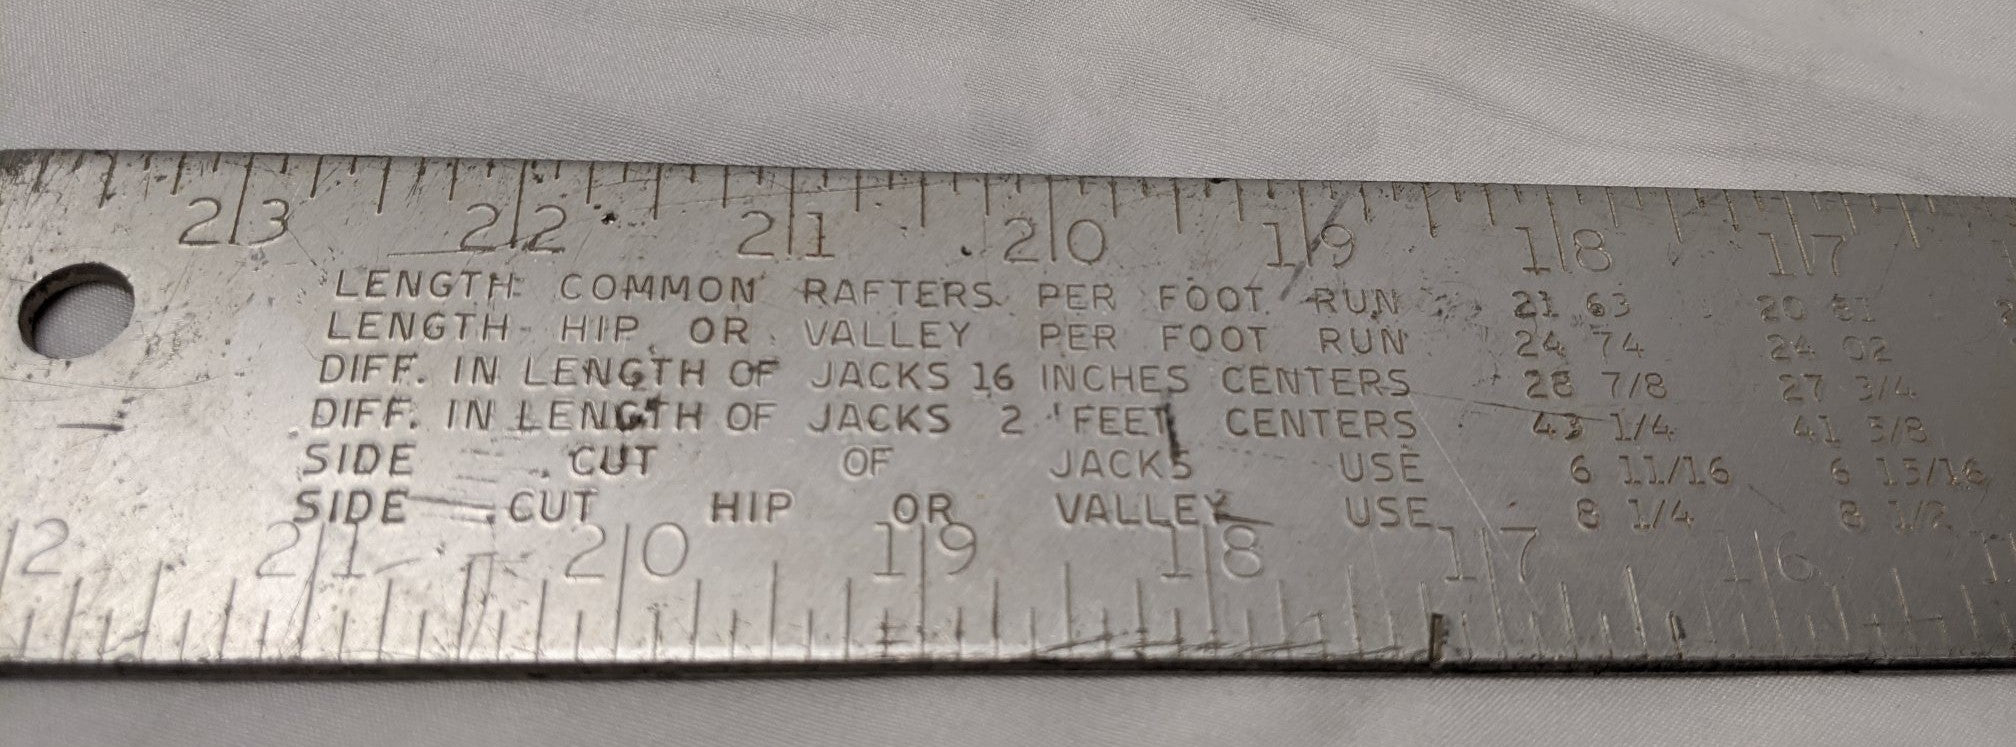 23 22 21 20 19 18 17
LENGTH COMMON RAFTERS PER FOOT RUN 21 63 20 81
LENGTH HIP OR VALLEY PER FOOT RUN 24 74 24 02
DIFF. IN LENGTH OF JACKS 16 INCHES CENTERS 28 7/8 27 3/4
DIFF. IN LENGTH OF JACKS 2 FEET CENTERS 43 1/4 41 5/8
SIDE CUT OF JACKS USE 6 11/16 6 15/16
SIDE CUT HIP OR VALLEY USE 8 1/4 8 1/2
2 21 20 19 18 17 16